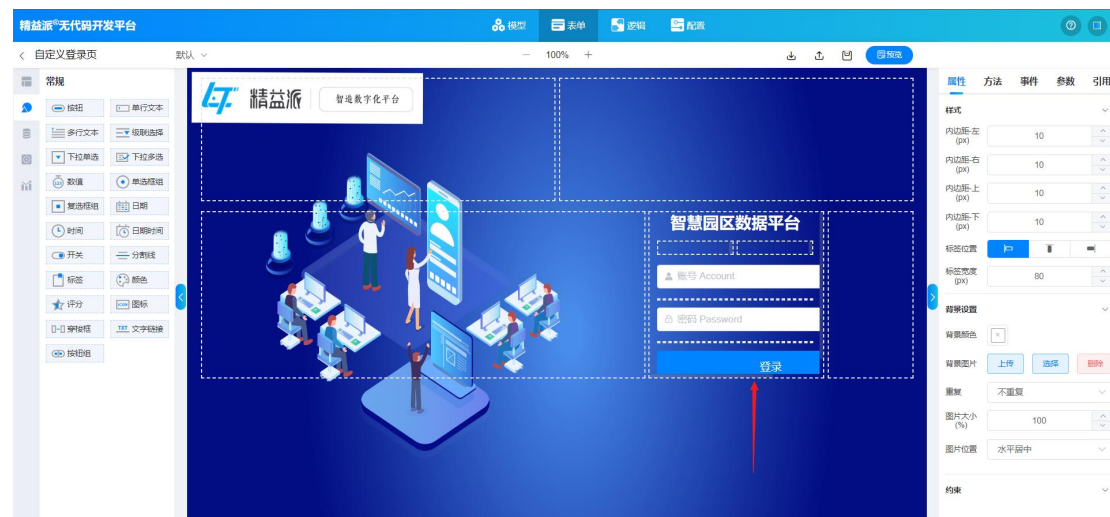 精益派®无代码开发平台
模型
表单
逻辑
配置
自定义登录页
默认
100%
预览
常规
按钮
单行文本
多行文本
级联选择
下拉单选
下拉多选
数值
单选框组
复选框组
日期
时间
日期时间
开关
分割线
标签
颜色
评分
图标
穿梭框
文字链接
按钮组
精益派
智造数字化平台
智慧园区数据平台
账号 Account
密码 Password
登录
属性
方法
事件
参数
引用
样式
内边距-左
(px)
10
内边距-右
(px)
10
内边距-上
(px)
10
内边距-下
(px)
10
标签位置
标签宽度
(px)
80
背景设置
背景颜色
背景图片
上传
选择
删除
重复
不重复
图片大小
(%)
100
图片位置
水平居中
约束